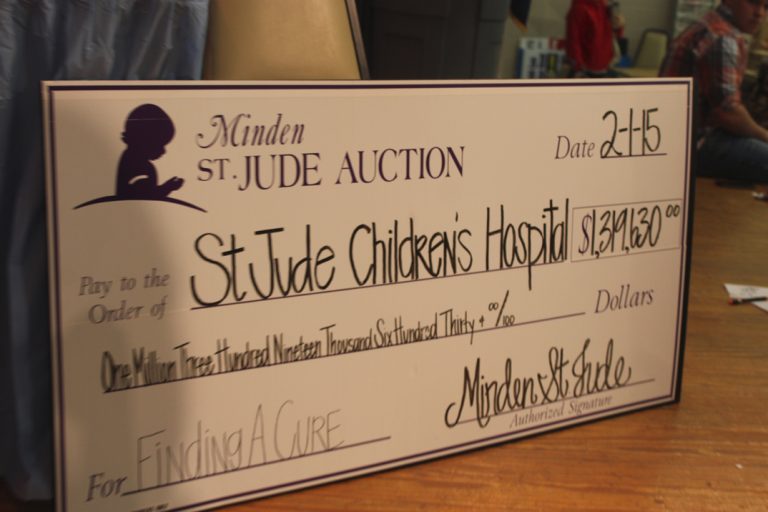 Minden
ST. JUDE AUCTION
Date 2-1-15
Pay to the
Order of St Jude Children's Hospital $1,319,630 00
One Million Three Hundred Nineteen Thousand Six Hundred Thirty + 00/100 Dollars
For Finding A Cure
Minden St Jude
Authorized Signature